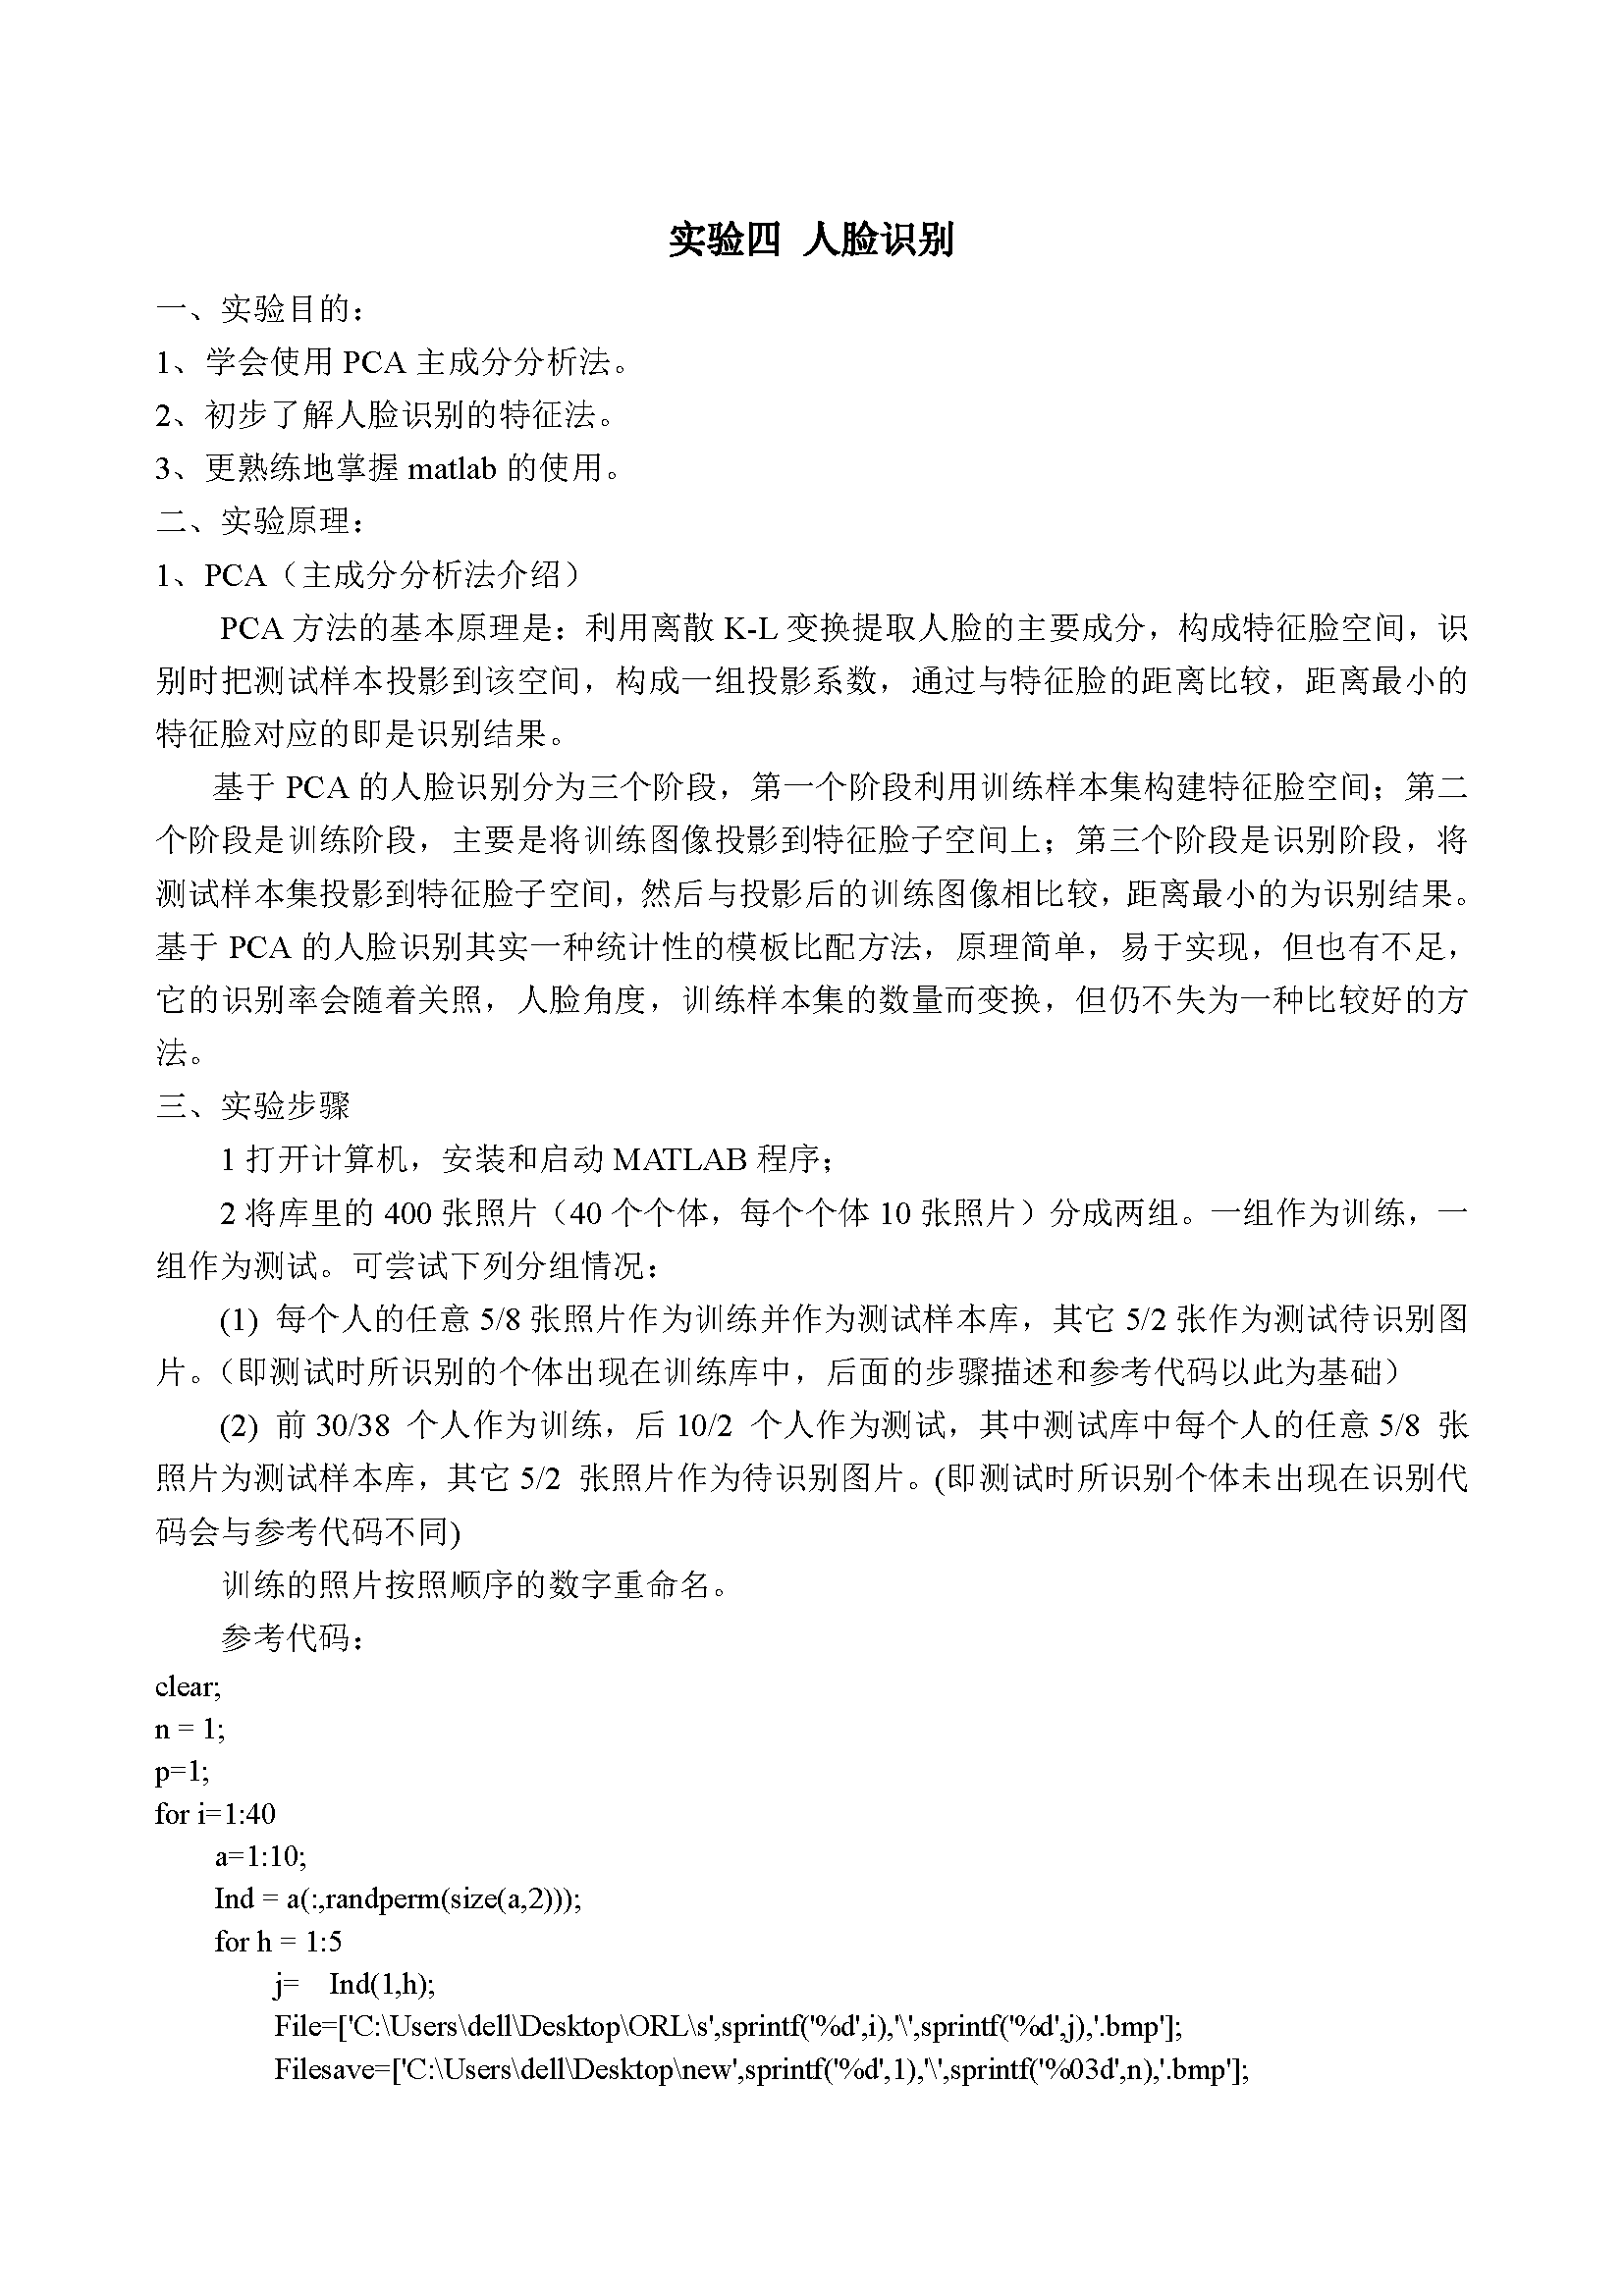 实验四 人脸识别
一、实验目的：
1、学会使用 PCA 主成分分析法。
2、初步了解人脸识别的特征法。
3、更熟练地掌握 matlab 的使用。
二、实验原理：
1、PCA（主成分分析法介绍）
PCA 方法的基本原理是：利用离散 K-L 变换提取人脸的主要成分，构成特征脸空间，识
别时把测试样本投影到该空间，构成一组投影系数，通过与特征脸的距离比较，距离最小的
特征脸对应的即是识别结果。
基于 PCA 的人脸识别分为三个阶段，第一个阶段利用训练样本集构建特征脸空间；第二
个阶段是训练阶段，主要是将训练图像投影到特征脸子空间上；第三个阶段是识别阶段，将
测试样本集投影到特征脸子空间，然后与投影后的训练图像相比较，距离最小的为识别结果。
基于 PCA 的人脸识别其实一种统计性的模板比配方法，原理简单，易于实现，但也有不足，
它的识别率会随着关照，人脸角度，训练样本集的数量而变换，但仍不失为一种比较好的方
法。
三、实验步骤
1 打开计算机，安装和启动 MATLAB 程序；
2 将库里的 400 张照片（40 个个体，每个个体 10 张照片）分成两组。一组作为训练，一
组作为测试。可尝试下列分组情况：
(1) 每个人的任意 5/8 张照片作为训练并作为测试样本库，其它 5/2 张作为测试待识别图
片。（即测试时所识别的个体出现在训练库中，后面的步骤描述和参考代码以此为基础）
(2) 前 30/38 个人作为训练，后 10/2 个人作为测试，其中测试库中每个人的任意 5/8 张
照片为测试样本库，其它 5/2 张照片作为待识别图片。(即测试时所识别个体未出现在识别代
码会与参考代码不同)
训练的照片按照顺序的数字重命名。
参考代码：
clear;
n = 1;
p=1;
for i=1:40
a=1:10;
Ind = a(:,randperm(size(a,2)));
for h = 1:5
j= Ind(1,h);
File=['C:\Users\dell\Desktop\ORL\s',sprintf('%d',i),'\',sprintf('%d',j),'.bmp'];
Filesave=['C:\Users\dell\Desktop\new',sprintf('%d',1),'\',sprintf('%03d',n),'.bmp'];